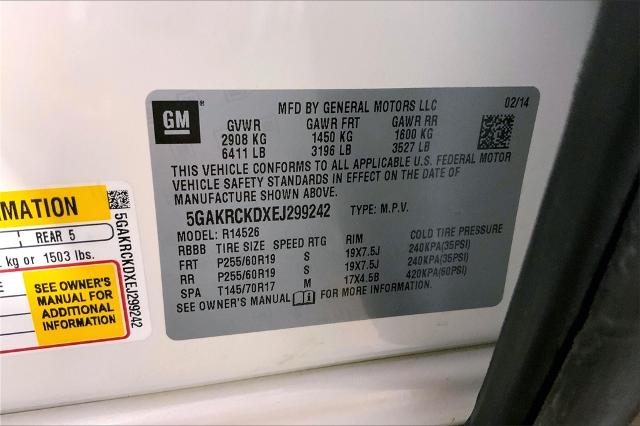 GM
MFD BY GENERAL MOTORS LLC 02/14
GVWR GAWR FRT GAWR RR
2908 KG 1450 KG 1600 KG
6411 LB 3196 LB 3527 LB
THIS VEHICLE CONFORMS TO ALL APPLICABLE U.S. FEDERAL MOTOR
VEHICLE SAFETY STANDARDS IN EFFECT ON THE DATE OF
MANUFACTURE SHOWN ABOVE.
5GAKRCKDXEJ299242 TYPE: M.P.V.
MODEL: R14526
RBBB TIRE SIZE SPEED RTG RIM COLD TIRE PRESSURE
FRT P255/60R19 S 19X7.5J 240KPA(35PSI)
RR P255/60R19 S 19X7.5J 240KPA(35PSI)
SPA T145/70R17 M 17X4.5B 420KPA(60PSI)
SEE OWNER'S MANUAL FOR MORE INFORMATION.
REAR 5
kg or 1503 lbs.
SEE OWNER'S
MANUAL FOR
ADDITIONAL
INFORMATION
5GAKRCKDXEJ299242